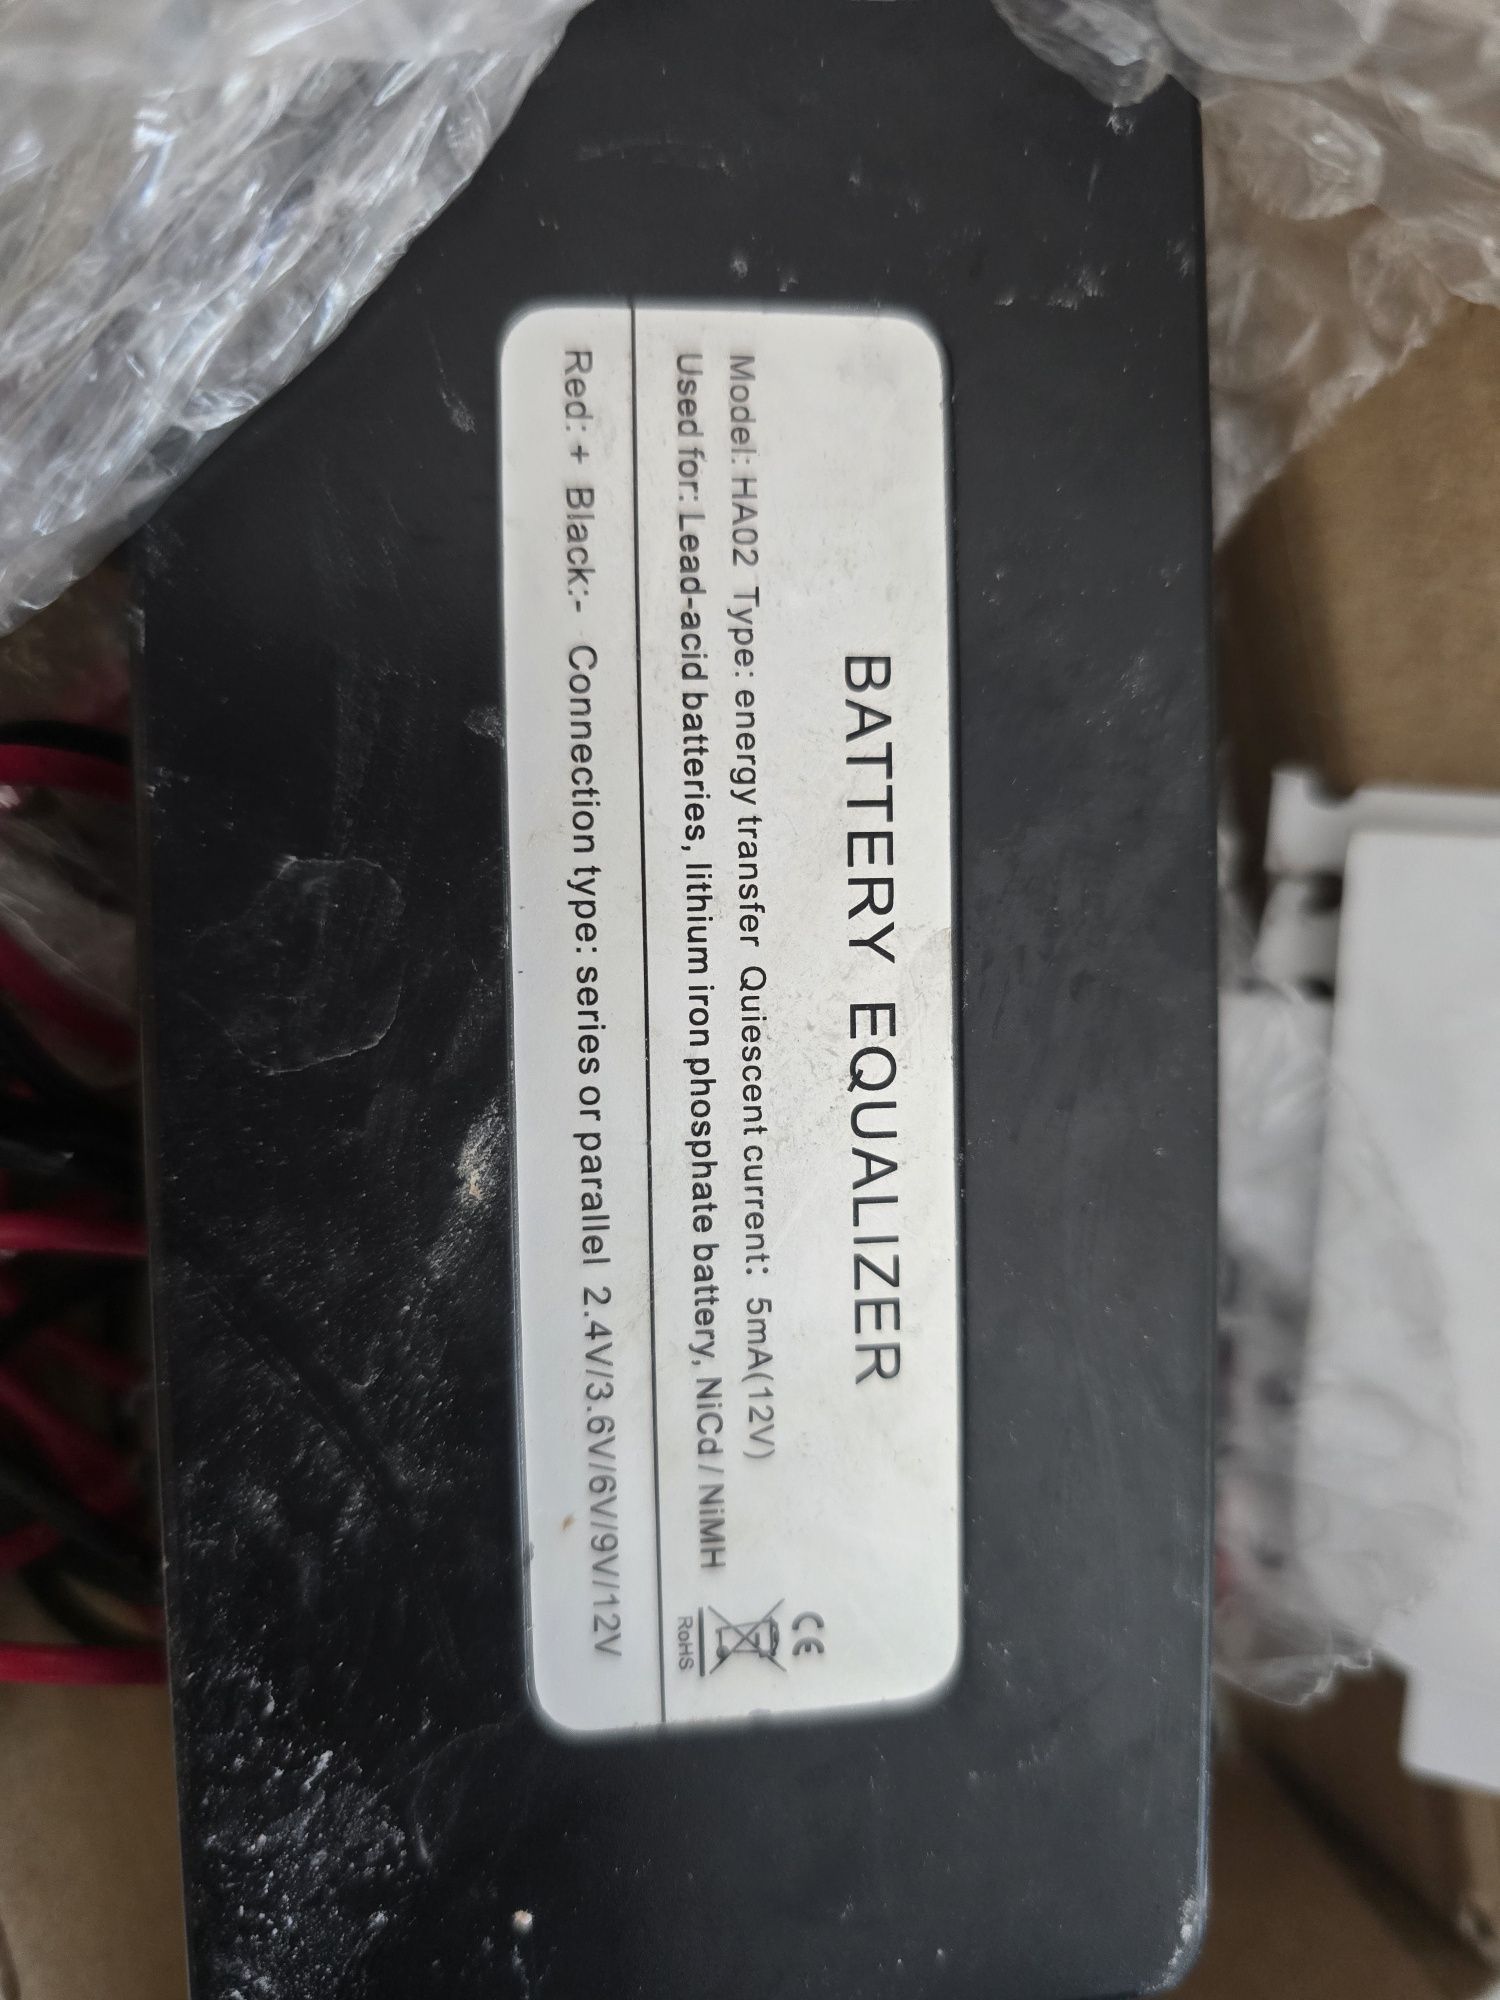 BATTERY EQUALIZER
Model: HA02 Type: energy transfer Quiescent current: 5mA(12V)
Used for: Lead-acid batteries, lithium iron phosphate battery, NiCd / NiMH
CE
RoHS
Red: + Black:- Connection type: series or parallel 2.4V/3.6V/6V/9V/12V